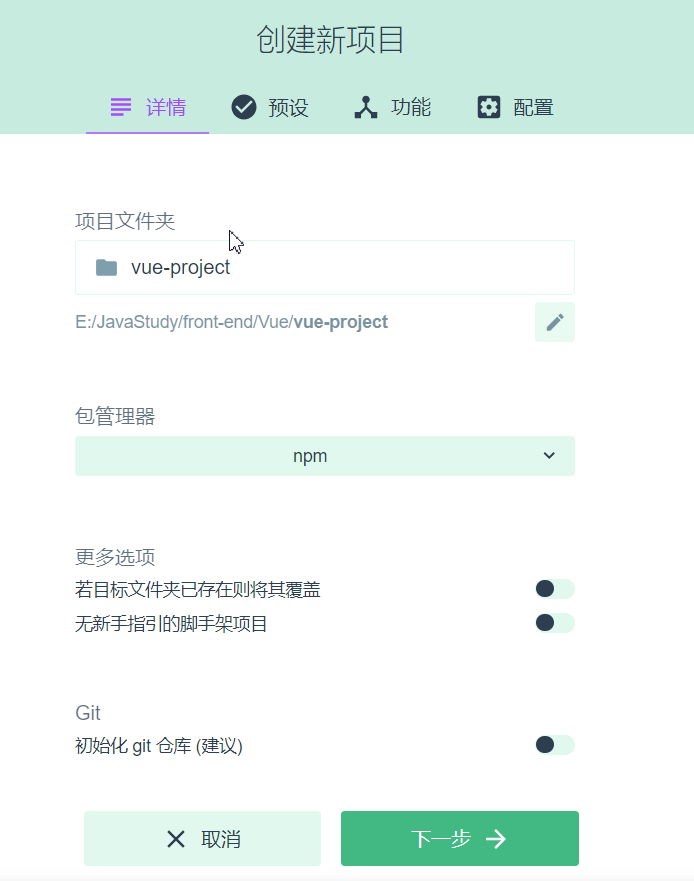 创建新项目
详情 预设 功能 配置
项目文件夹
vue-project
E:/JavaStudy/front-end/Vue/vue-project
包管理器
npm
更多选项
若目标文件夹已存在则将其覆盖
无新手指引的脚手架项目
Git
初始化 git 仓库 (建议)
取消 下一步